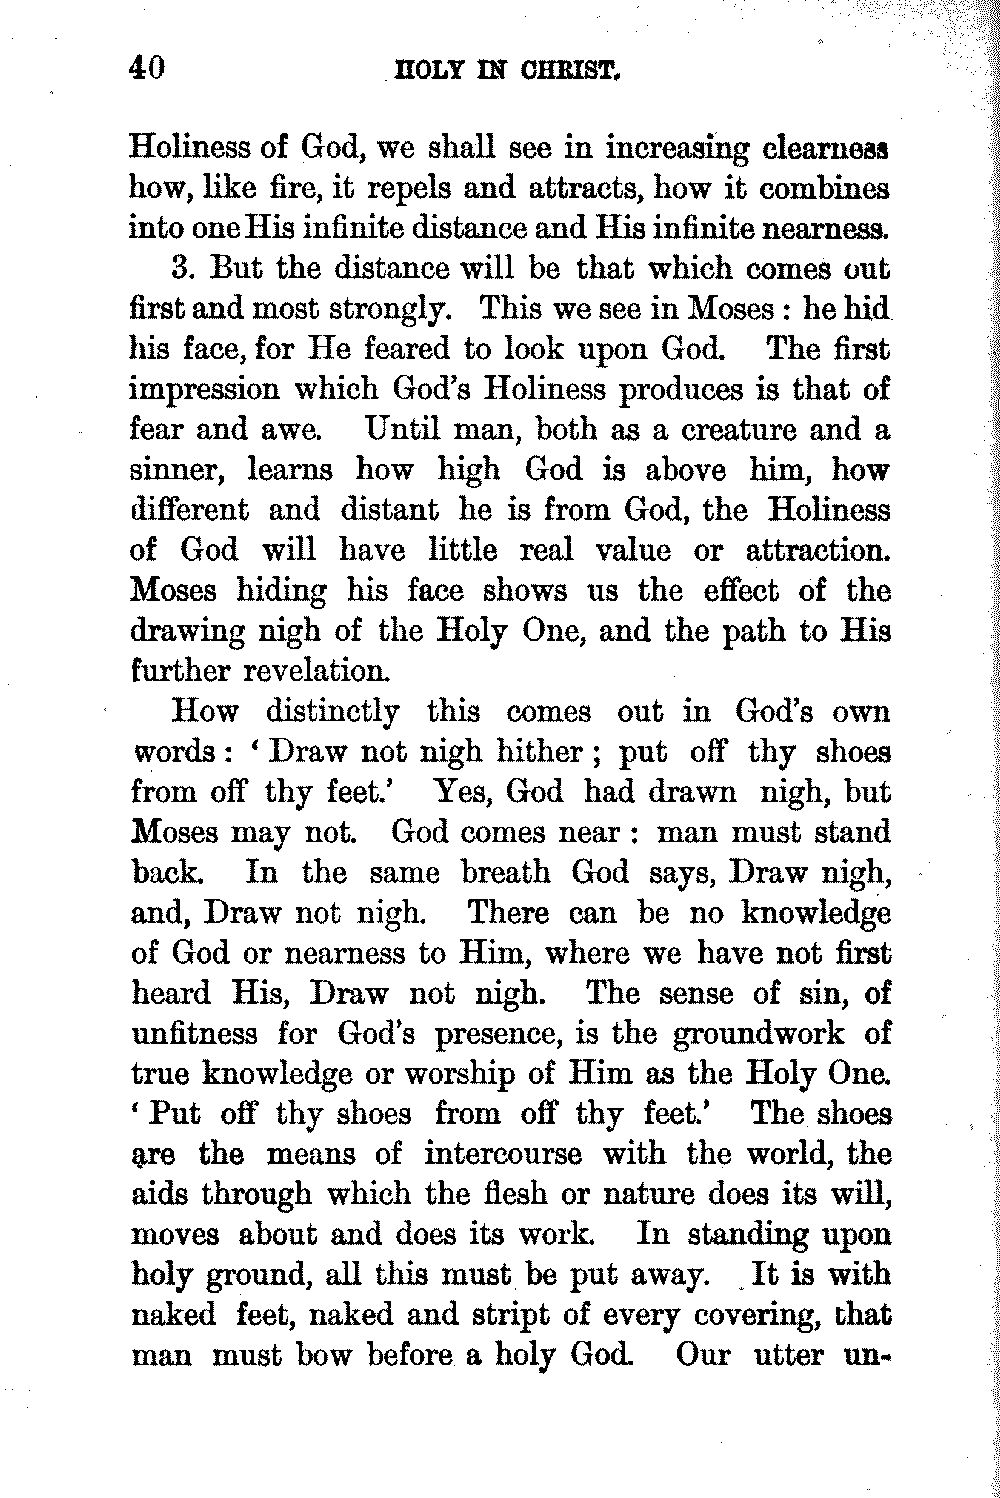 40 HOLY IN CHRIST.
Holiness of God, we shall see in increasing clearness
how, like fire, it repels and attracts, how it combines
into one His infinite distance and His infinite nearness.
3. But the distance will be that which comes out
first and most strongly. This we see in Moses : he hid
his face, for He feared to look upon God. The first
impression which God's Holiness produces is that of
fear and awe. Until man, both as a creature and a
sinner, learns how high God is above him, how
different and distant he is from God, the Holiness
of God will have little real value or attraction.
Moses hiding his face shows us the effect of the
drawing nigh of the Holy One, and the path to His
further revelation.
How distinctly this comes out in God's own
words : ‘ Draw not nigh hither ; put off thy shoes
from off thy feet.’ Yes, God had drawn nigh, but
Moses may not. God comes near : man must stand
back. In the same breath God says, Draw nigh,
and, Draw not nigh. There can be no knowledge
of God or nearness to Him, where we have not first
heard His, Draw not nigh. The sense of sin, of
unfitness for God's presence, is the groundwork of
true knowledge or worship of Him as the Holy One.
‘ Put off thy shoes from off thy feet.’ The shoes
are the means of intercourse with the world, the
aids through which the flesh or nature does its will,
moves about and does its work. In standing upon
holy ground, all this must be put away. It is with
naked feet, naked and stript of every covering, that
man must bow before a holy God. Our utter un-